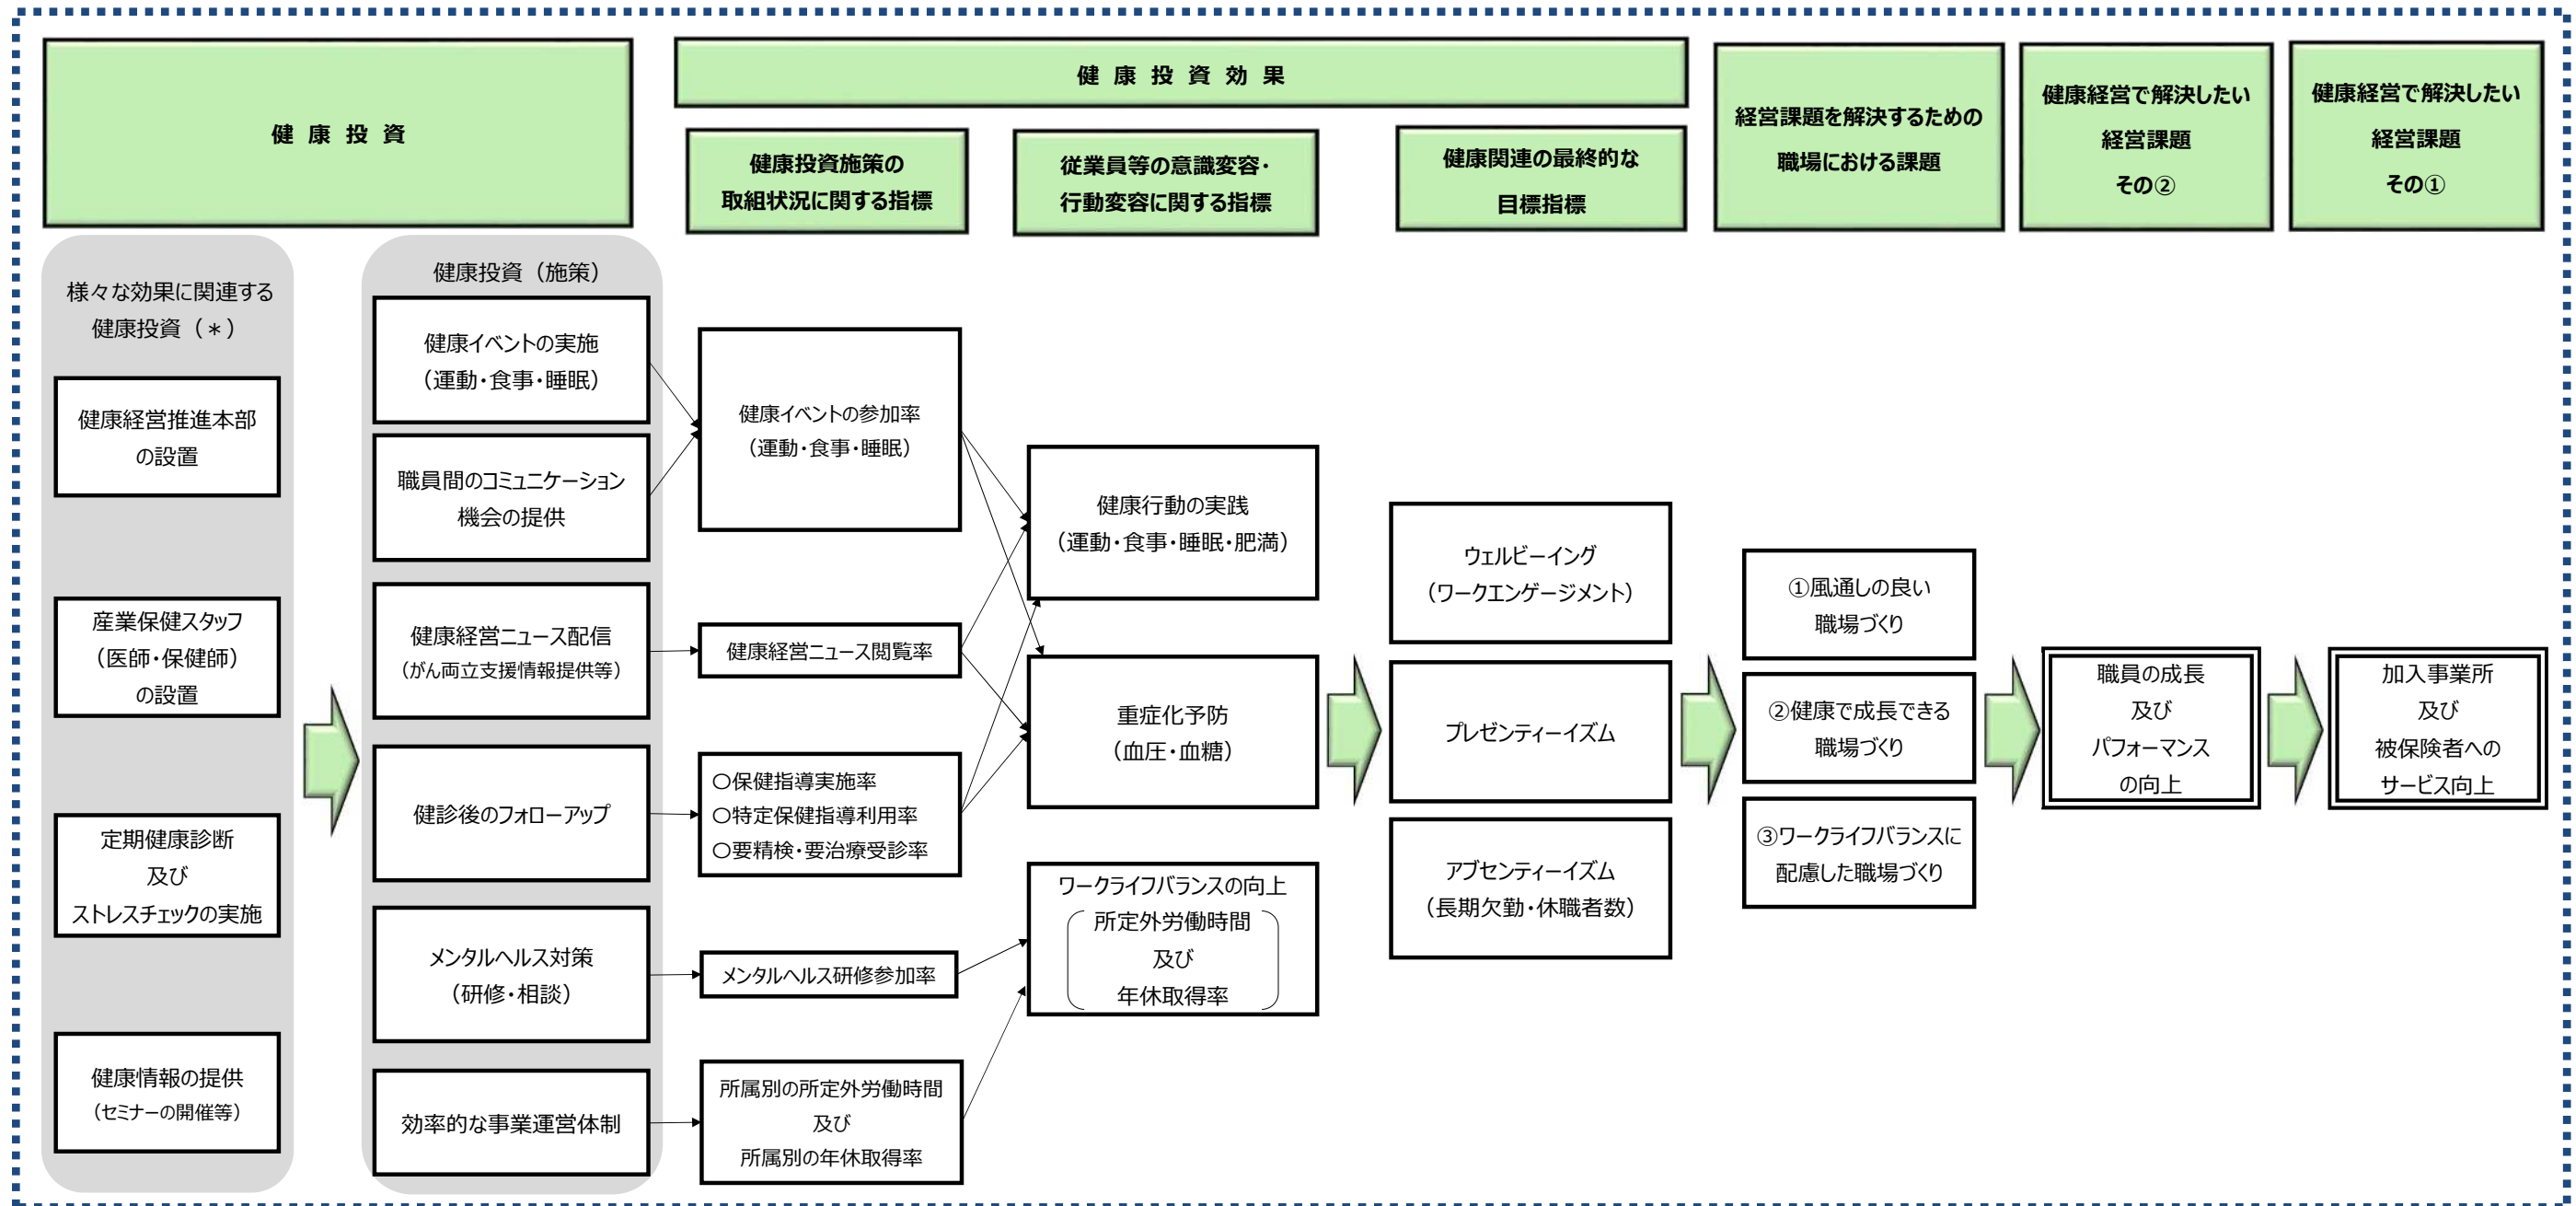 健康投資
健康投資効果
健康投資施策の
取組状況に関する指標
従業員等の意識変容・
行動変容に関する指標
健康関連の最終的な
目標指標
経営課題を解決するための
職場における課題
健康経営で解決したい
経営課題
その②
健康経営で解決したい
経営課題
その①
様々な効果に関連する
健康投資（＊）
健康経営推進本部
の設置
産業保健スタッフ
（医師・保健師）
の設置
定期健康診断
及び
ストレスチェックの実施
健康情報の提供
（セミナーの開催等）
健康投資（施策）
健康イベントの実施
（運動・食事・睡眠）
職員間のコミュニケーション
機会の提供
健康経営ニュース配信
（がん両立支援情報提供等）
健診後のフォローアップ
メンタルヘルス対策
（研修・相談）
効率的な事業運営体制
健康イベントの参加率
（運動・食事・睡眠）
健康経営ニュース閲覧率
〇保健指導実施率
〇特定保健指導利用率
〇要精検・要治療受診率
メンタルヘルス研修参加率
所属別の所定外労働時間
及び
所属別の年休取得率
健康行動の実践
（運動・食事・睡眠・肥満）
重症化予防
（血圧・血糖）
ワークライフバランスの向上
所定外労働時間
及び
年休取得率
ウェルビーイング
（ワークエンゲージメント）
プレゼンティーイズム
アブセンティーイズム
（長期欠勤・休職者数）
①風通しの良い
職場づくり
②健康で成長できる
職場づくり
③ワークライフバランスに
配慮した職場づくり
職員の成長
及び
パフォーマンス
の向上
加入事業所
及び
被保険者への
サービス向上